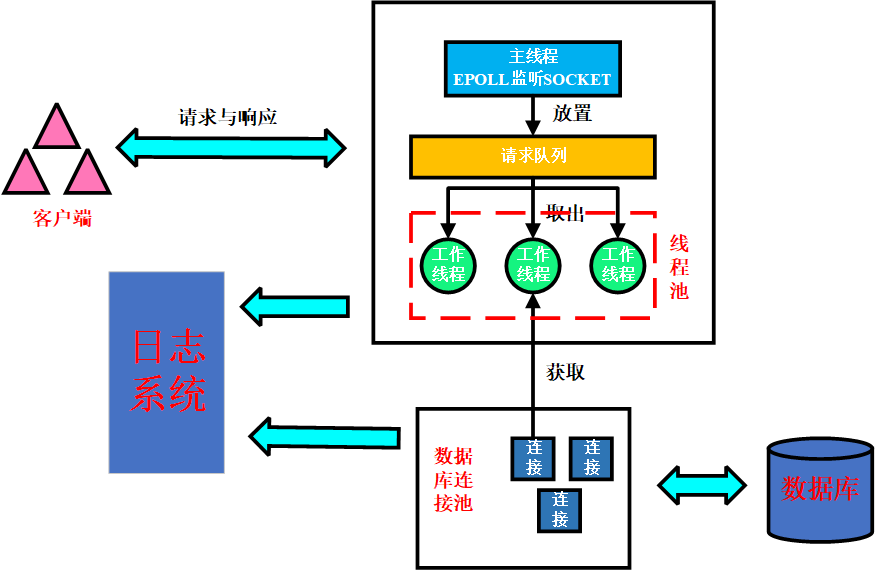 主线程
EPOLL监听SOCKET
放置
请求与响应
请求队列
取出
客户端
工作
线程
工作
线程
工作
线程
线
程
池
日志
系统
获取
数据
库连
接池
连
接
连
接
连
接
数据库